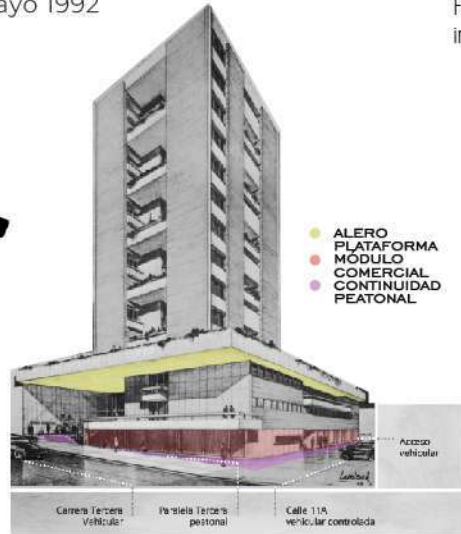 ayo 1992
ALERO
PLATAFORMA
MÓDULO
COMERCIAL
CONTINUIDAD
PEATONAL
Acceso
vehicular
Carrera Tercera
Vehicular
Paralela Tercera
peatonal
Calle 11A
vehicular controlada